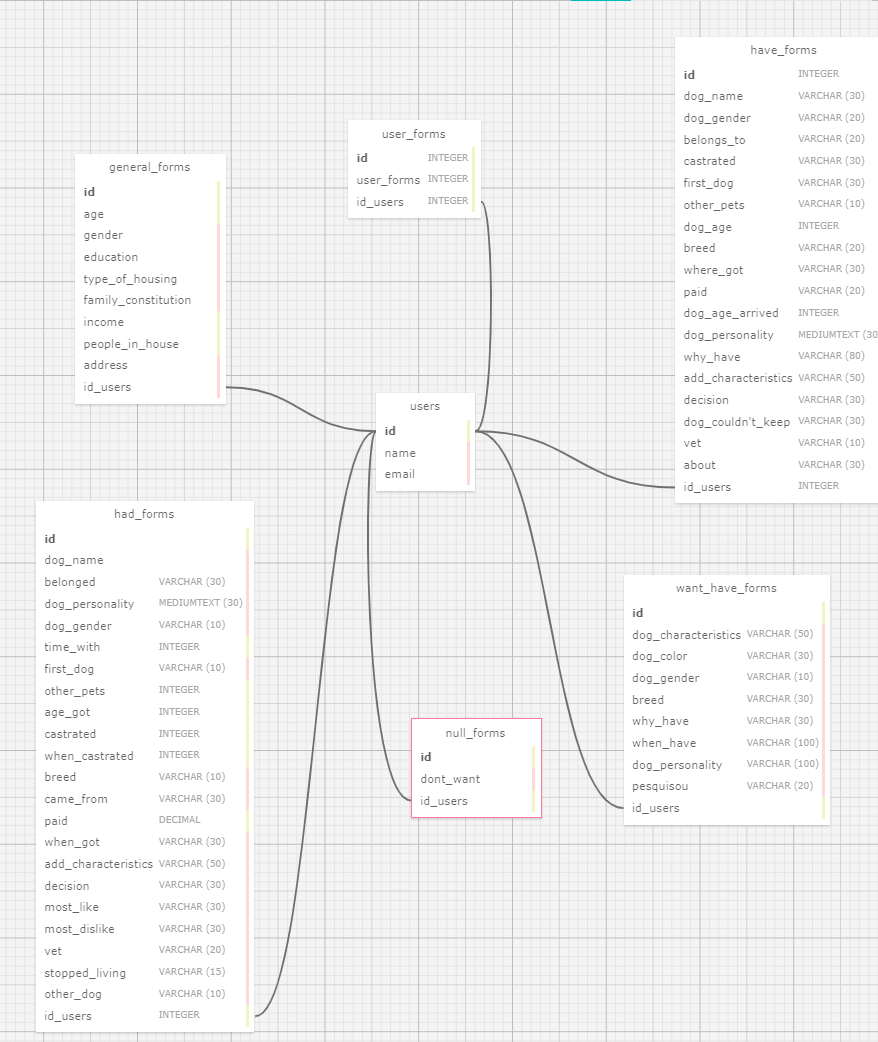 general_forms
id
age
gender
education
type_of_housing
family_constitution
income
people_in_house
address
id_users
user_forms
id INTEGER
user_forms INTEGER
id_users INTEGER
have_forms
id INTEGER
dog_name VARCHAR (30)
dog_gender VARCHAR (20)
belongs_to VARCHAR (20)
castrated VARCHAR (30)
first_dog VARCHAR (30)
other_pets VARCHAR (10)
dog_age INTEGER
breed VARCHAR (20)
where_got VARCHAR (30)
paid VARCHAR (20)
dog_age_arrived INTEGER
dog_personality MEDIUMTEXT (30
why_have VARCHAR (80)
add_characteristics VARCHAR (50)
decision VARCHAR (30)
dog_couldn't_keep VARCHAR (30)
vet VARCHAR (10)
about VARCHAR (30)
id_users INTEGER
users
id
name
email
had_forms
id
dog_name
belonged VARCHAR (30)
dog_personality MEDIUMTEXT (30)
dog_gender VARCHAR (10)
time_with INTEGER
first_dog VARCHAR (10)
other_pets INTEGER
age_got INTEGER
castrated INTEGER
when_castrated INTEGER
breed VARCHAR (10)
came_from VARCHAR (30)
paid DECIMAL
when_got VARCHAR (30)
add_characteristics VARCHAR (50)
decision VARCHAR (30)
most_like VARCHAR (30)
most_dislike VARCHAR (30)
vet VARCHAR (20)
stopped_living VARCHAR (15)
other_dog VARCHAR (10)
id_users INTEGER
null_forms
id
dont_want
id_users
want_have_forms
id
dog_characteristics VARCHAR (50)
dog_color VARCHAR (30)
dog_gender VARCHAR (10)
breed VARCHAR (30)
why_have VARCHAR (30)
when_have VARCHAR (100)
dog_personality VARCHAR (100)
pesquisou VARCHAR (20)
id_users